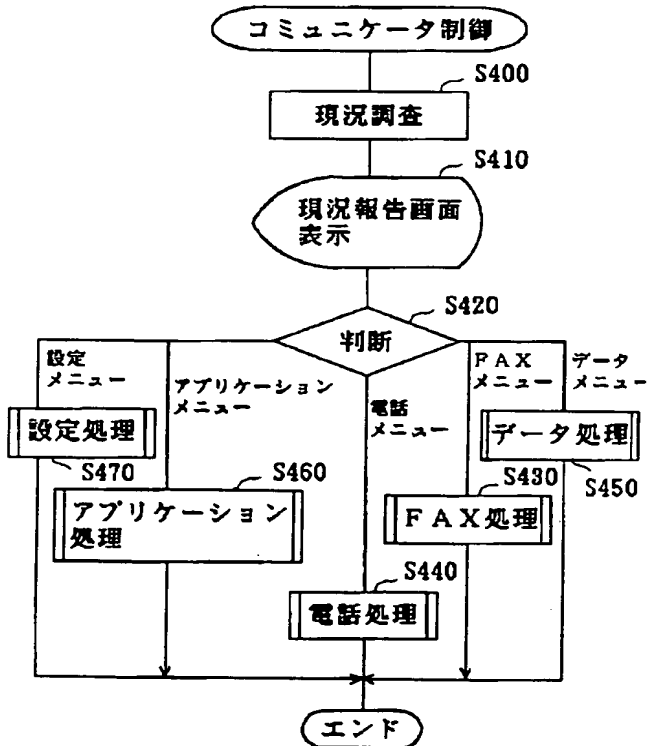 コミュニケータ制御
S400
現況調査
S410
現況報告画面
表示
S420
判断
設定
メニュー
アプリケーション
メニュー
電話
メニュー
FAX
メニュー
データ
メニュー
設定処理
S470
データ処理
S450
S460
アプリケーション
処理
S430
FAX処理
S440
電話処理
エンド